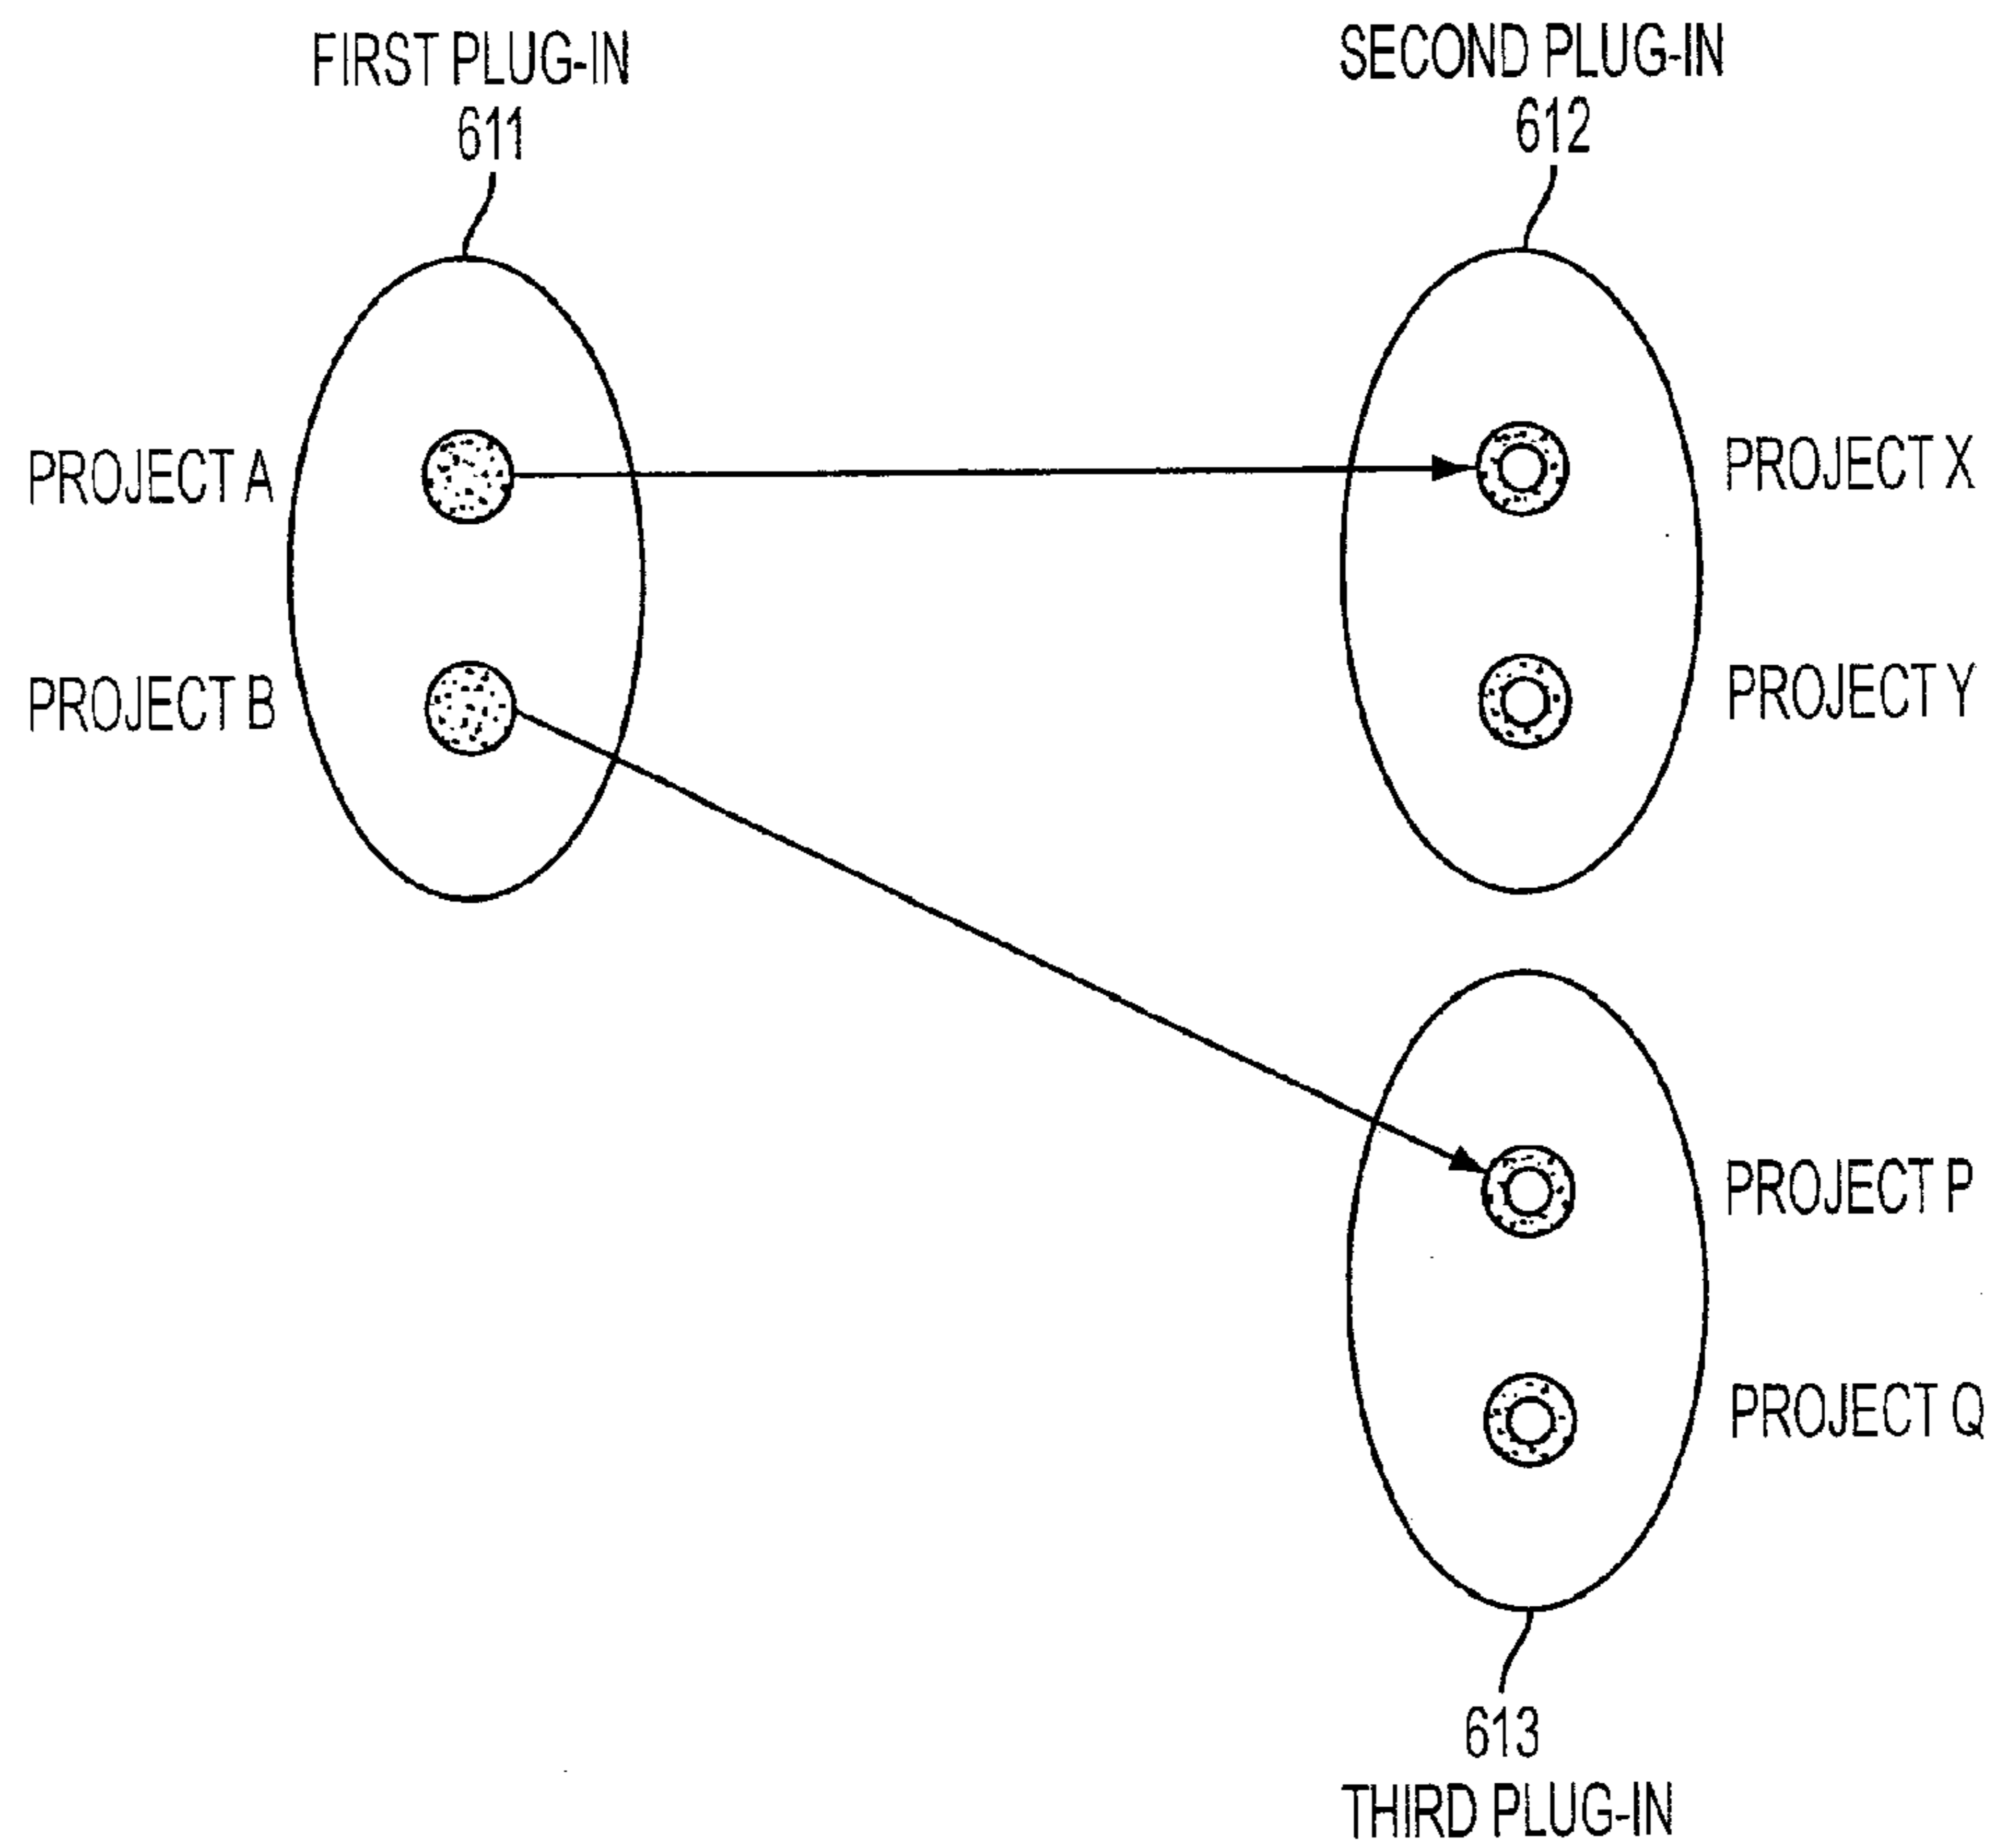 FIRST PLUG-IN
611
SECOND PLUG-IN
612
PROJECT A
PROJECT X
PROJECT B
PROJECT Y
PROJECT P
PROJECT Q
613
THIRD PLUG-IN